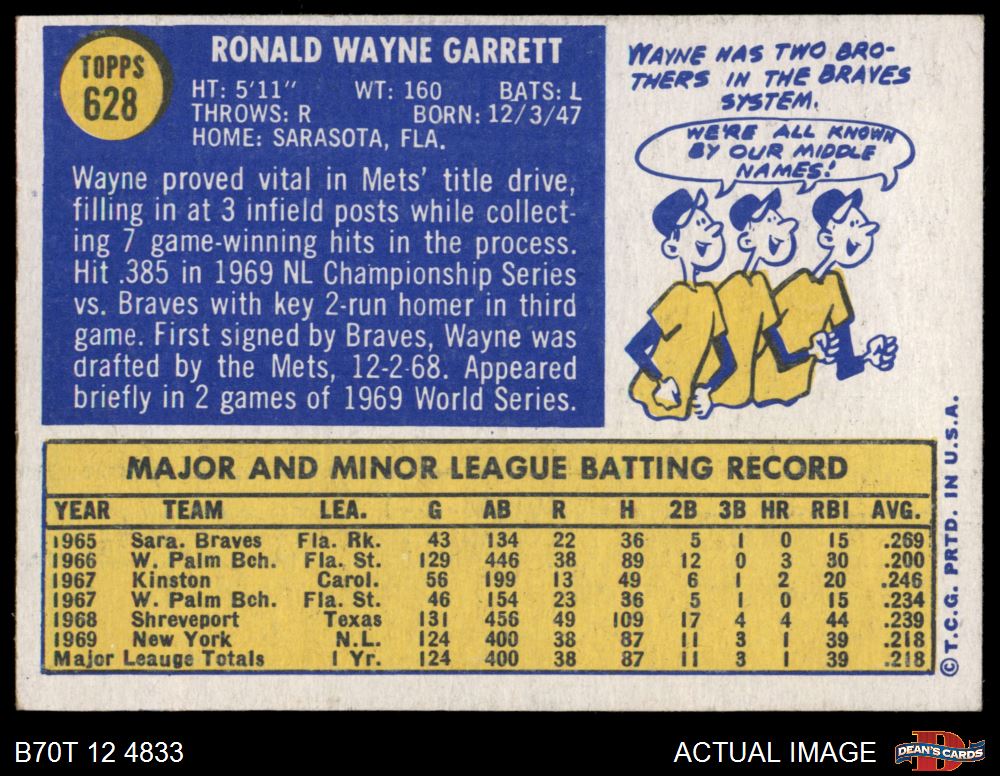 TOPPS
628
RONALD WAYNE GARRETT
HT: 5'11" WT: 160 BATS: L
THROWS: R BORN: 12/3/47
HOME: SARASOTA, FLA.
Wayne proved vital in Mets' title drive,
filling in at 3 infield posts while collect-
ing 7 game-winning hits in the process.
Hit .385 in 1969 NL Championship Series
vs. Braves with key 2-run homer in third
game. First signed by Braves, Wayne was
drafted by the Mets, 12-2-68. Appeared
briefly in 2 games of 1969 World Series.
WAYNE HAS TWO BRO-
THERS IN THE BRAVES
SYSTEM.
WE'RE ALL KNOWN
BY OUR MIDDLE
NAMES!
MAJOR AND MINOR LEAGUE BATTING RECORD
YEAR TEAM LEA. G AB R H 2B 3B HR RBI AVG.
1965 Sara. Braves Fla. Rk. 43 134 22 36 5 1 0 15 .269
1966 W. Palm Bch. Fla. St. 129 446 38 89 12 0 3 30 .200
1967 Kinston Carol. 56 199 13 49 6 1 2 20 .246
1967 W. Palm Bch. Fla. St. 46 154 23 36 5 1 0 15 .234
1968 Shreveport Texas 131 456 49 109 17 4 4 44 .239
1969 New York N.L. 124 400 38 87 11 3 1 39 .218
Major Leauge Totals 1 Yr. 124 400 38 87 11 3 1 39 .218
© T.C.G. PRTD. IN U.S.A.
B70T 12 4833
ACTUAL IMAGE
DEAN'S CARDS